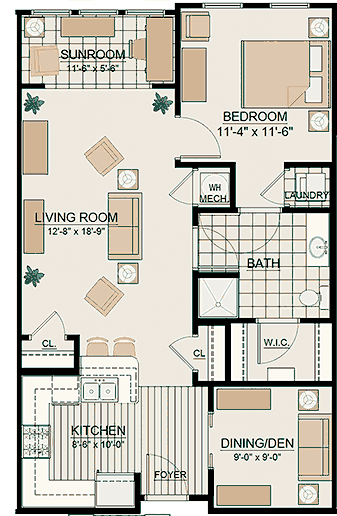 SUNROOM
11'-6" x 5'-6"
BEDROOM
11'-4" x 11'-6"
WH
MECH.
LAUNDRY
LIVING ROOM
12'-8" x 18'-9"
BATH
CL.
CL
W.I.C.
KITCHEN
8'-6" x 10'-0"
DINING/DEN
9'-0" x 9'-0"
FOYER